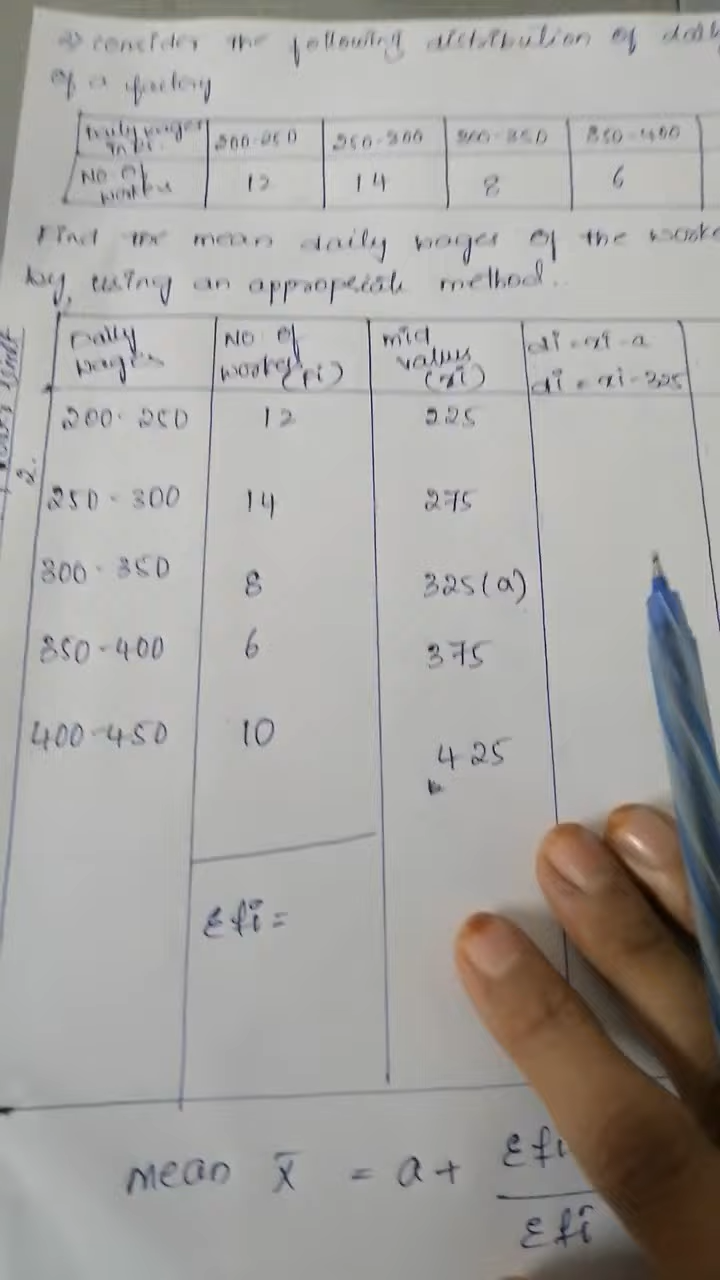 consider the following distribution of
of a factory
Daily wages
200-250 250-300 300-350 350-400
No. of
workers 12 14 8 6
Find the mean daily wages of the worke
by, using an appropriate method.
Daily wages No. of workers (fi) mid values (xi) di = xi - a
di = xi - 325
200-250 12 225
250-300 14 275
300-350 8 325(a)
350-400 6 375
400-450 10 425
Σfi =
mean x̄ = a + Σfi
Σfi
2.